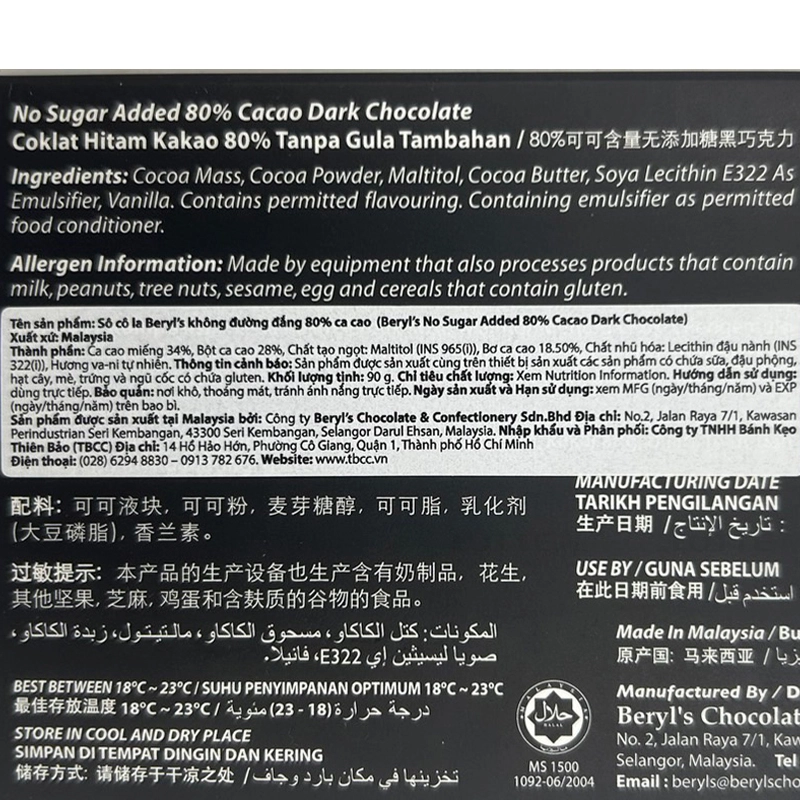 No Sugar Added 80% Cacao Dark Chocolate
Coklat Hitam Kakao 80% Tanpa Gula Tambahan / 80%可可含量无添加糖黑巧克力
Ingredients: Cocoa Mass, Cocoa Powder, Maltitol, Cocoa Butter, Soya Lecithin E322 As
Emulsifier, Vanilla. Contains permitted flavouring. Containing emulsifier as permitted
food conditioner.
Allergen Information: Made by equipment that also processes products that contain
milk, peanuts, tree nuts, sesame, egg and cereals that contain gluten.
Tên sản phẩm: Sô cô la Beryl's không đường đắng 80% ca cao (Beryl's No Sugar Added 80% Cacao Dark Chocolate)
Xuất xứ: Malaysia
Thành phần: Ca cao miếng 34%, Bột ca cao 28%, Chất tạo ngọt: Maltitol (INS 965(i)), Bơ ca cao 18.50%, Chất nhũ hóa: Lecithin đậu nành (INS
322(i)), Hương va-ni tự nhiên. Thông tin cảnh báo: Sản phẩm được sản xuất cùng trên thiết bị sản xuất các sản phẩm có chứa sữa, đậu phộng,
hạt cây, mè, trứng và ngũ cốc có chứa gluten. Khối lượng tịnh: 90 g. Chỉ tiêu chất lượng: Xem Nutrition Information. Hướng dẫn sử dụng:
dùng trực tiếp. Bảo quản: nơi khô, thoáng mát, tránh ánh nắng trực tiếp. Ngày sản xuất và Hạn sử dụng: xem MFG (ngày/tháng/năm) và EXP
(ngày/tháng/năm) trên bao bì.
Sản phẩm được sản xuất tại Malaysia bởi: Công ty Beryl's Chocolate & Confectionery Sdn.Bhd Địa chỉ: No.2, Jalan Raya 7/1, Kawasan
Perindustrian Seri Kembangan, 43300 Seri Kembangan, Selangor Darul Ehsan, Malaysia. Nhập khẩu và Phân phối: Công ty TNHH Bánh Kẹo
Thiên Bảo (TBCC) Địa chỉ: 14 Hồ Hảo Hớn, Phường Cô Giang, Quận 1, Thành phố Hồ Chí Minh
Điện thoại: (028) 6294 8830 – 0913 782 676. Website: www.tbcc.vn
配料: 可可液块, 可可粉, 麦芽糖醇, 可可脂, 乳化剂
(大豆磷脂), 香兰素。
过敏提示: 本产品的生产设备也生产含有奶制品, 花生,
其他坚果, 芝麻, 鸡蛋和含麸质的谷物的食品。
المكونات: كتل الكاكاو، مسحوق الكاكاو، مالتيتول، زبدة الكاكاو،
صويا ليسيثين إي E322، فانيلا.
BEST BETWEEN 18°C ~ 23°C / SUHU PENYIMPANAN OPTIMUM 18°C ~ 23°C
最佳存放温度 18°C ~ 23°C / درجة حرارة (18 - 23) مئوية
STORE IN COOL AND DRY PLACE
SIMPAN DI TEMPAT DINGIN DAN KERING
储存方式: 请储存于干凉之处 / تخزينها في مكان بارد وجاف
MANUFACTURING DATE
TARIKH PENGILANGAN
生产日期 / تاريخ الإنتاج :
USE BY / GUNA SEBELUM
在此日期前食用 / استخدم قبل
Made In Malaysia / Bu
原产国: 马来西亚 /
Manufactured By / D
Beryl's Chocolat
No. 2, Jalan Raya 7/1, Kaw
Selangor, Malaysia. Tel
Email : beryls@berylscho
MALAYSIA
حلال
HALAL
MS 1500
1092-06/2004